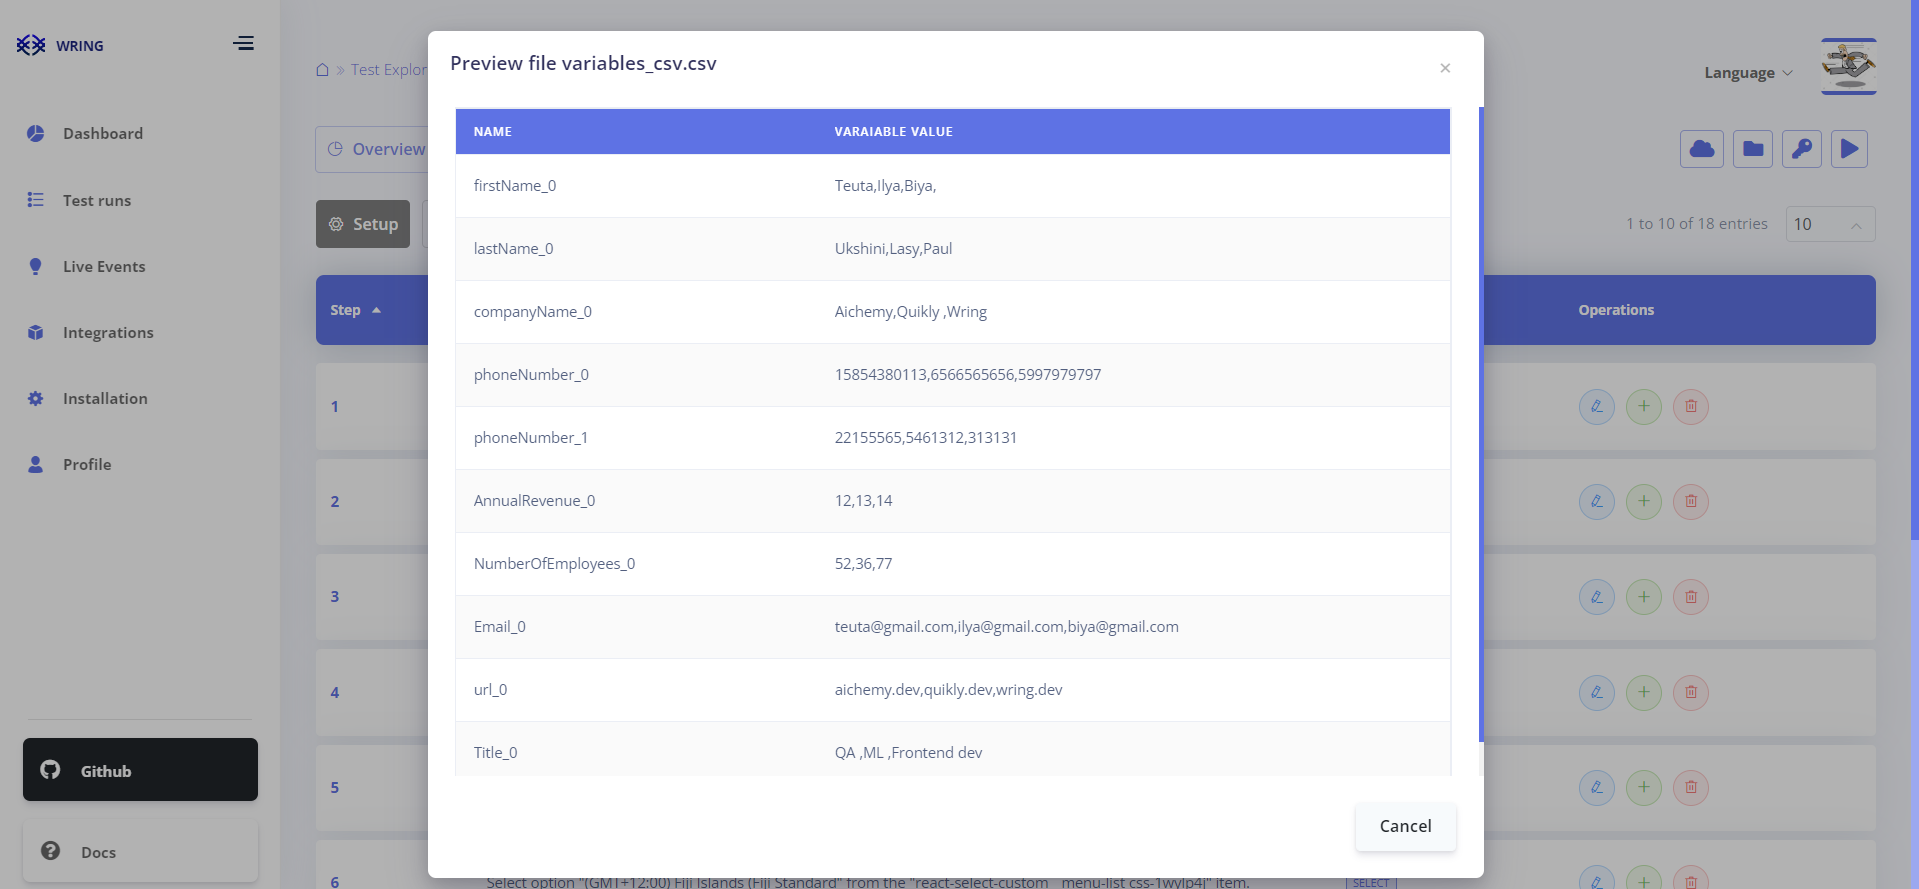 WRING
Dashboard
Test runs
Live Events
Integrations
Installation
Profile
Github
Docs
» Test Explor
Language
Overview
Setup
1 to 10 of 18 entries
10
Step
Operations
1
2
3
4
5
6
Select option "(GMT+12:00) Fiji Islands (Fiji Standard" from the "react-select-custom__menu-list css-1wylp4j" item.
SELECT
Preview file variables_csv.csv
×
NAME VARAIABLE VALUE
firstName_0 Teuta,Ilya,Biya,
lastName_0 Ukshini,Lasy,Paul
companyName_0 Aichemy,Quikly ,Wring
phoneNumber_0 15854380113,6566565656,5997979797
phoneNumber_1 22155565,5461312,313131
AnnualRevenue_0 12,13,14
NumberOfEmployees_0 52,36,77
Email_0 teuta@gmail.com,ilya@gmail.com,biya@gmail.com
url_0 aichemy.dev,quikly.dev,wring.dev
Title_0 QA ,ML ,Frontend dev
Cancel